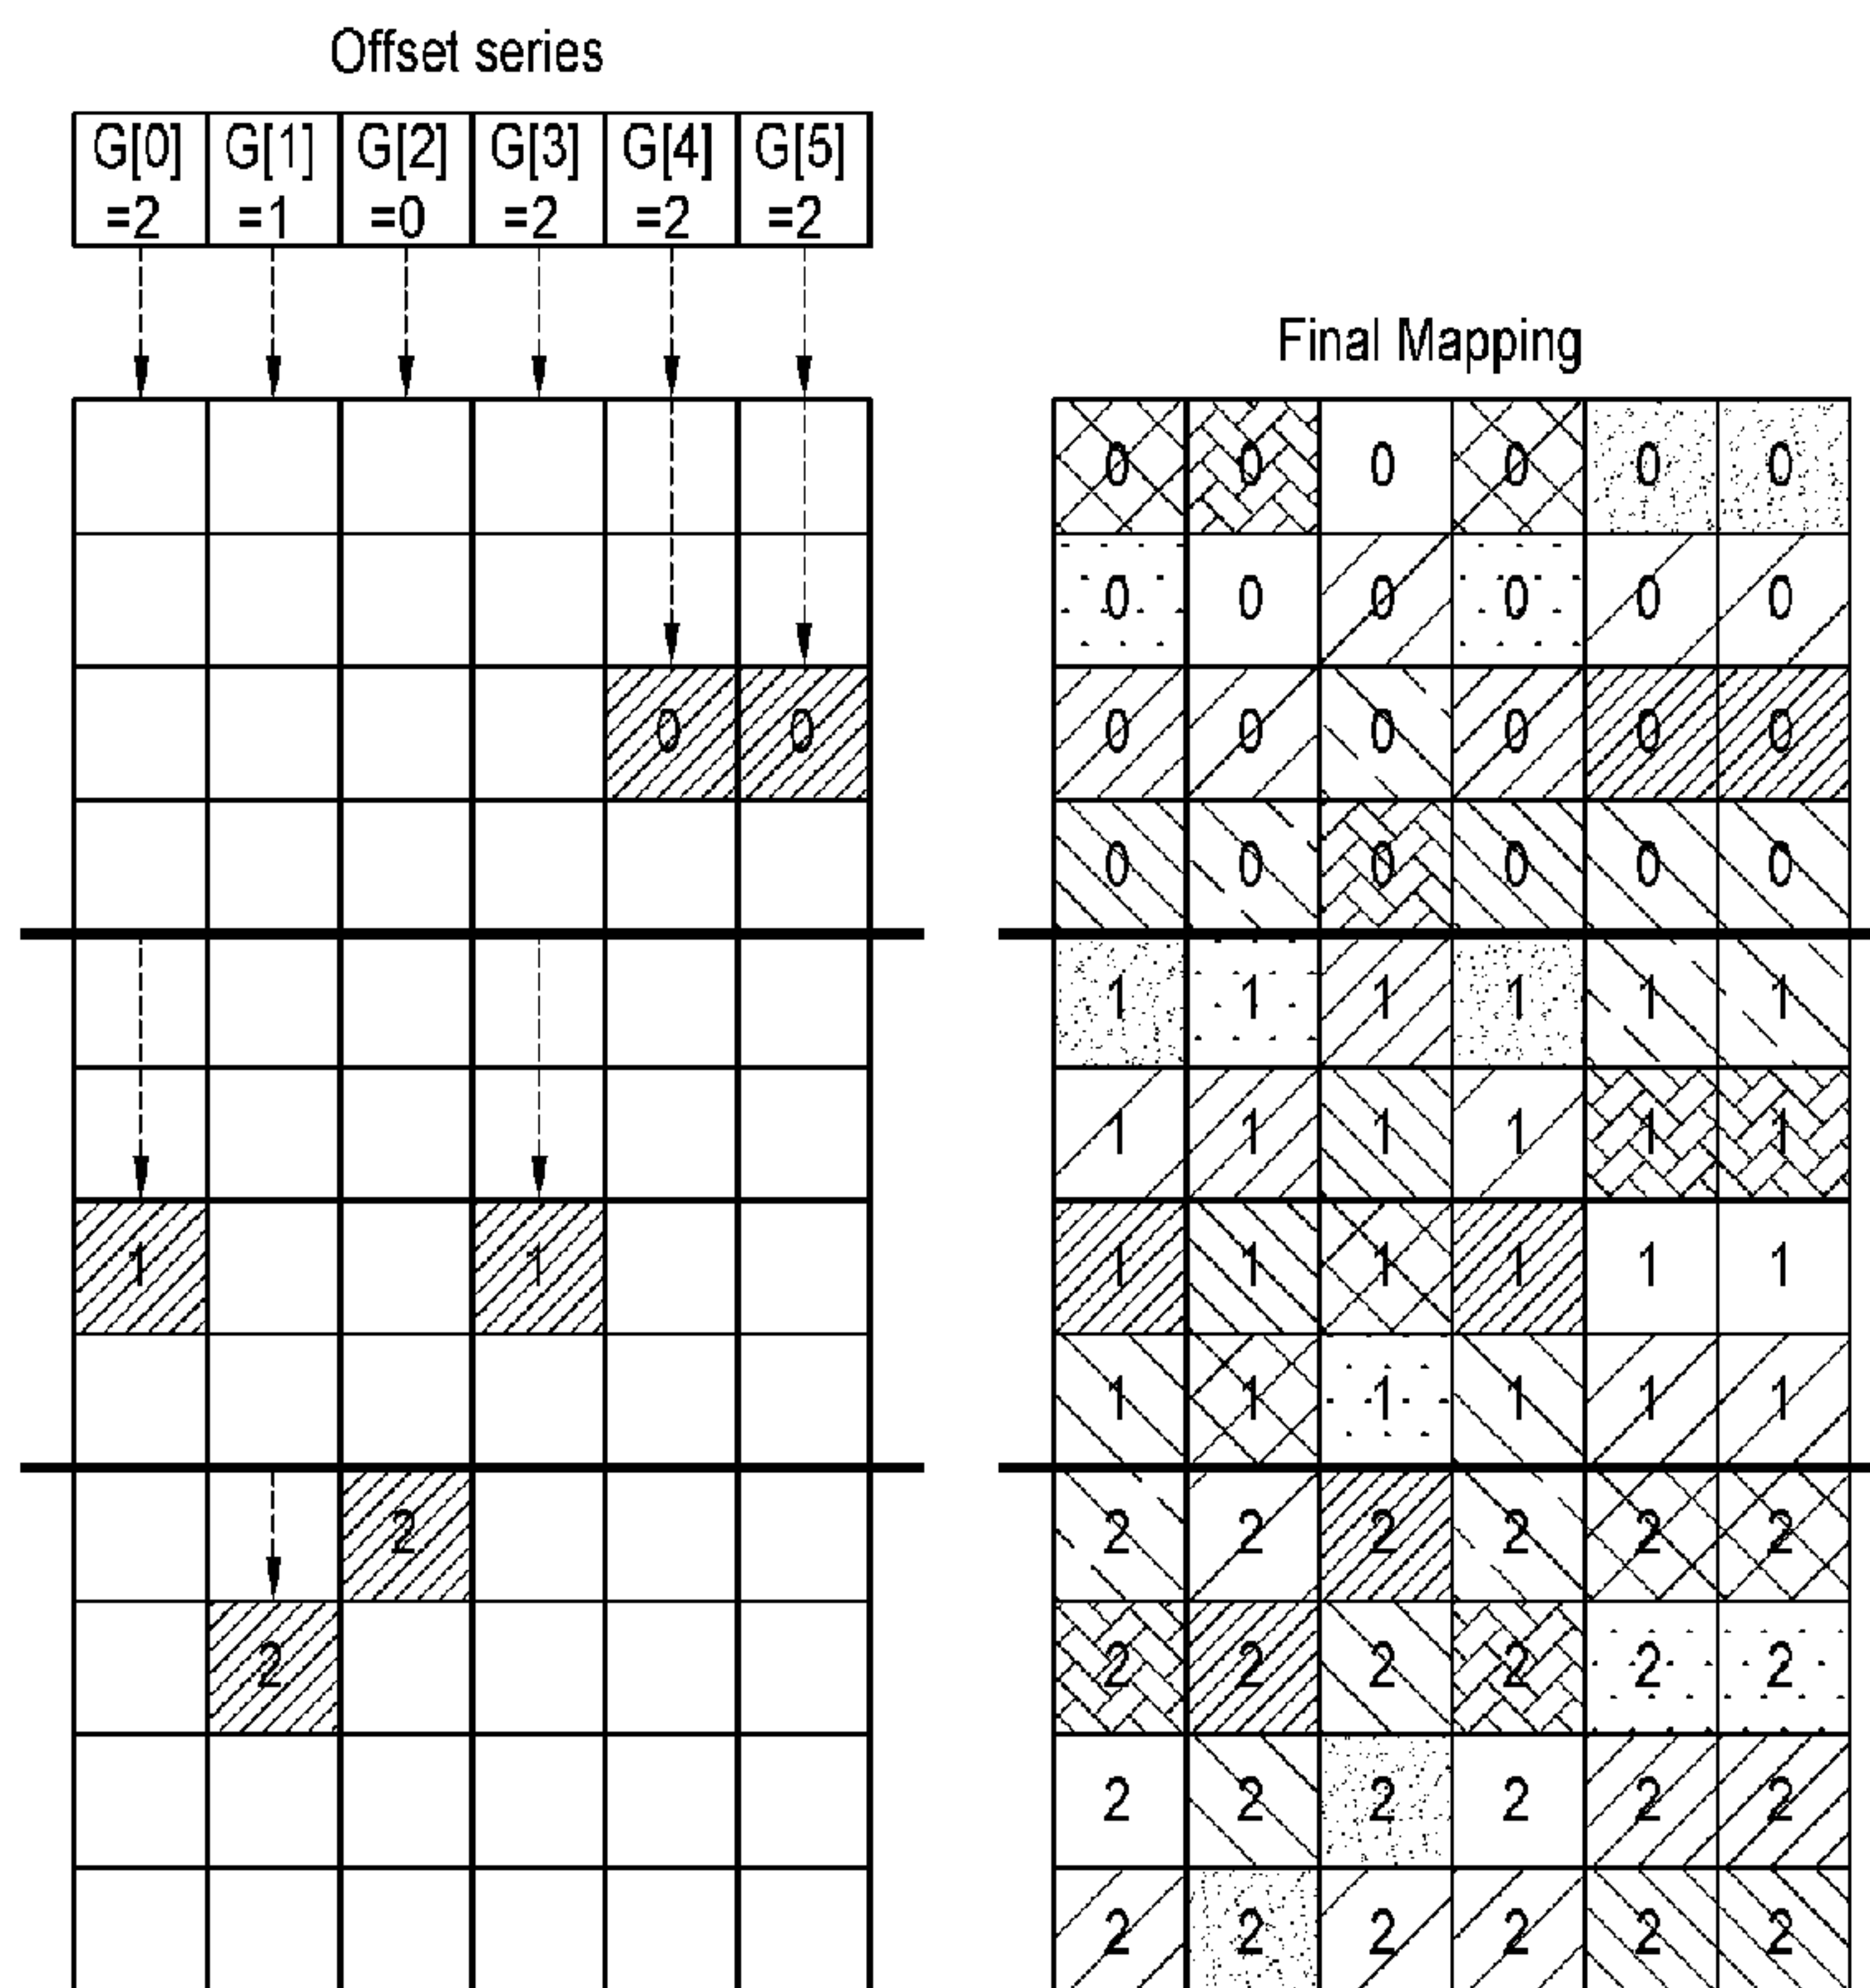 Offset series
G[0] G[1] G[2] G[3] G[4] G[5]
=2 =1 =0 =2 =2 =2
Final Mapping
0 0 0 0 0 0
0 0 0 0 0 0
0 0 0 0 0 0 0 0
0 0 0 0 0 0
1 1 1 1 1 1
1 1 1 1 1 1
1 1 1 1 1 1 1 1
1 1 1 1 1 1
2 2 2 2 2 2 2
2 2 2 2 2 2 2
2 2 2 2 2 2
2 2 2 2 2 2